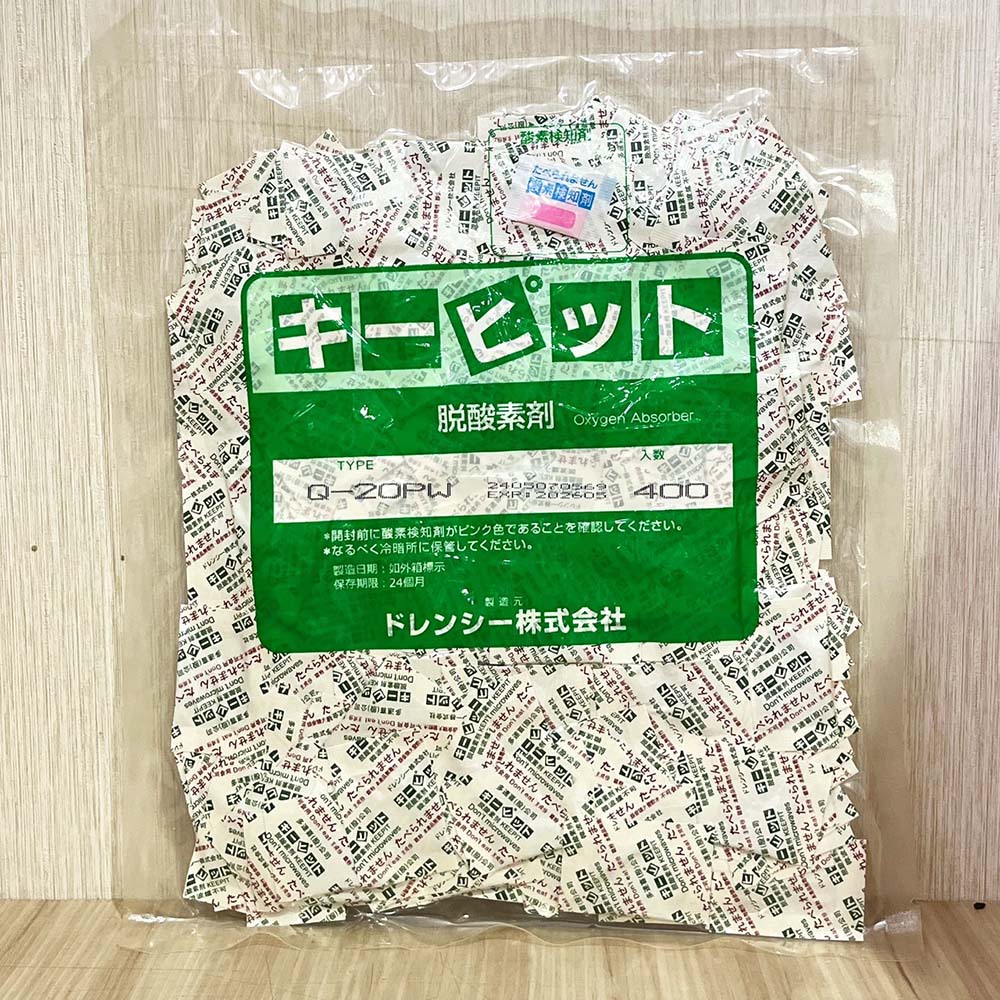 酸素検知剤
たべられません
酸素検知剤
キーピット
脱酸素剤 Oxygen Absorber
TYPE 入数
Q-20PW 2405070569 400
EXR:202605
*開封前に酸素検知剤がピンク色であることを確認してください。
*なるべく冷暗所に保管してください。
製造日期：如外箱標示
保存期限：24個月
製造元
ドレンシー株式会社